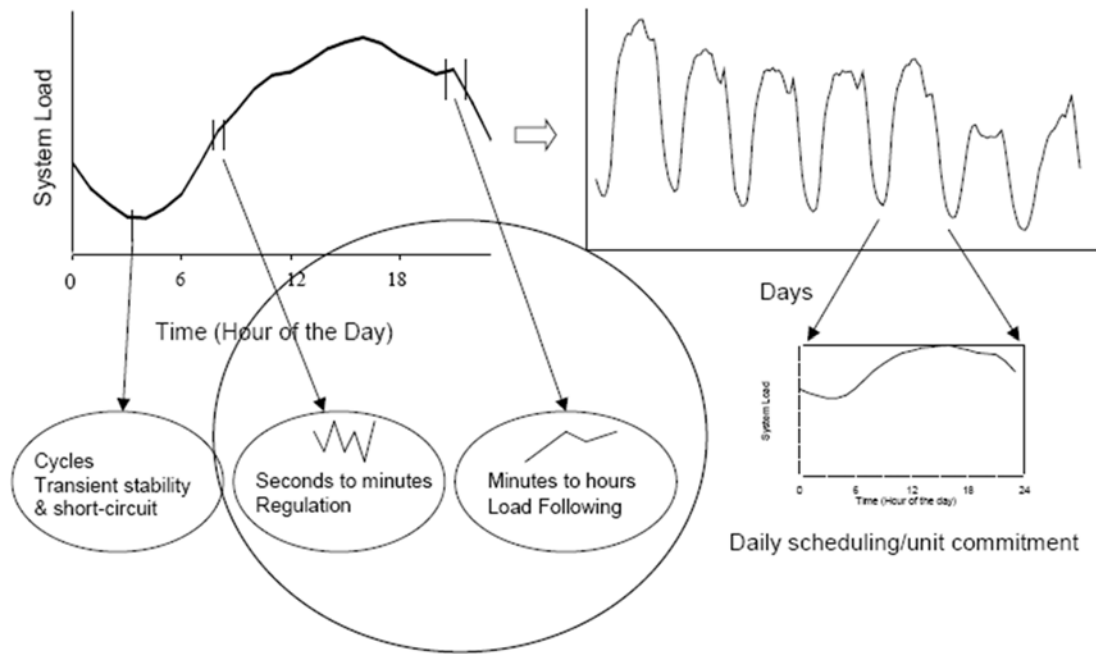 System Load
0 6 12 18
Time (Hour of the Day)
Days
Cycles
Transient stability
& short-circuit
Seconds to minutes
Regulation
Minutes to hours
Load Following
System Load
0 6 12 18 24
Time (Hour of the day)
Daily scheduling/unit commitment